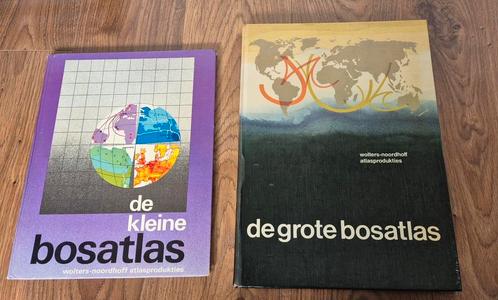 de
kleine
bosatlas
wolters-noordhoff atlasprodukties
wolters-noordhoff
atlasprodukties
de grote bosatlas